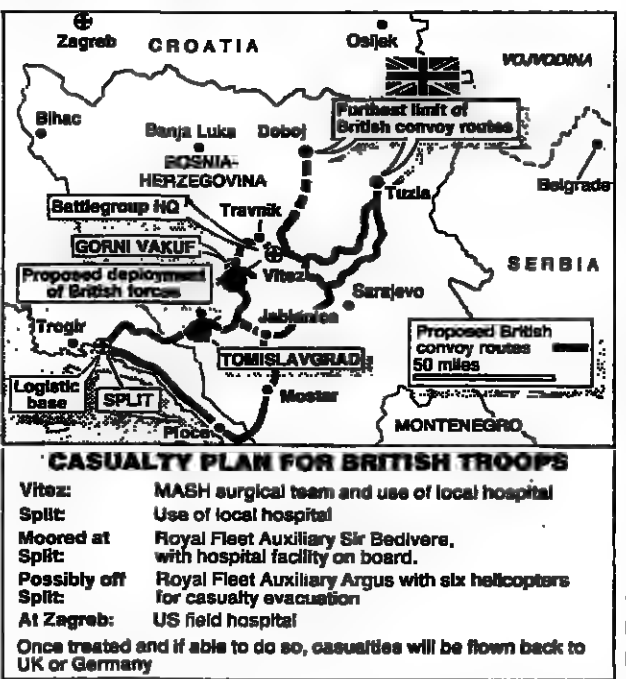 Zagreb
CROATIA
Osijek
VOJVODINA
Bihac
Banja Luka
Doboj
Furthest limit of
British convoy routes
BOSNIA-
HERZEGOVINA
Tuzla
Belgrade
Battlegroup HQ
Travnik
GORNI VAKUF
Vitez
SERBIA
Proposed deployment
of British forces
Sarajevo
Trogir
Jablanica
Proposed British
convoy routes
50 miles
TOMISLAVGRAD
Logistic
base
SPLIT
Mostar
Ploce
MONTENEGRO
CASUALTY PLAN FOR BRITISH TROOPS
Vitez: MASH surgical team and use of local hospital
Split: Use of local hospital
Moored at Royal Fleet Auxiliary Sir Bedivere,
Split: with hospital facility on board.
Possibly off Royal Fleet Auxiliary Argus with six helicopters
Split: for casualty evacuation
At Zagreb: US field hospital
Once treated and if able to do so, casualties will be flown back to
UK or Germany